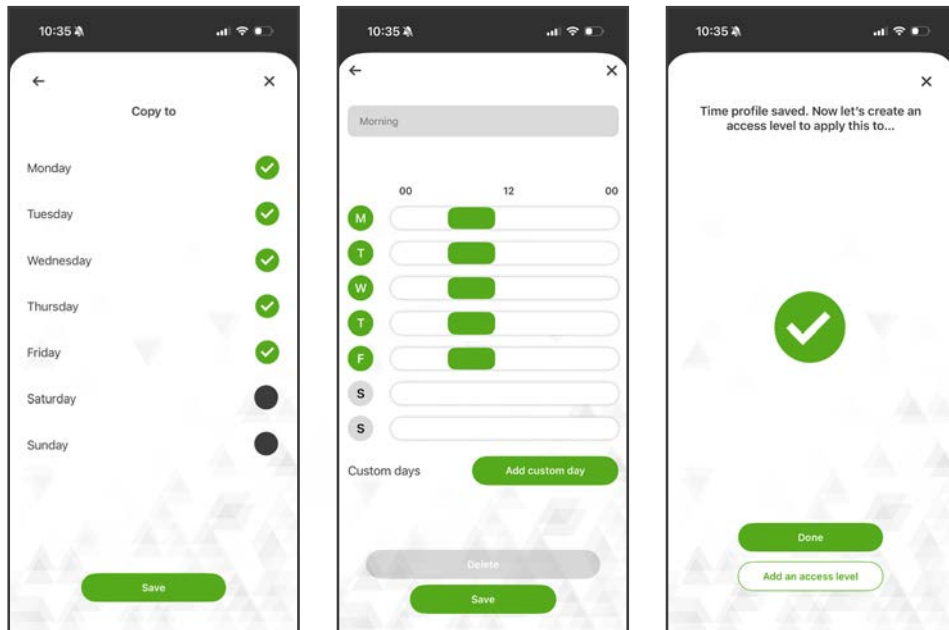 10:35
Copy to
Monday
Tuesday
Wednesday
Thursday
Friday
Saturday
Sunday
Save
10:35
Morning
00 12 00
M
T
W
T
F
S
S
Custom days Add custom day
Delete
Save
10:35
Time profile saved. Now let's create an
access level to apply this to...
Done
Add an access level